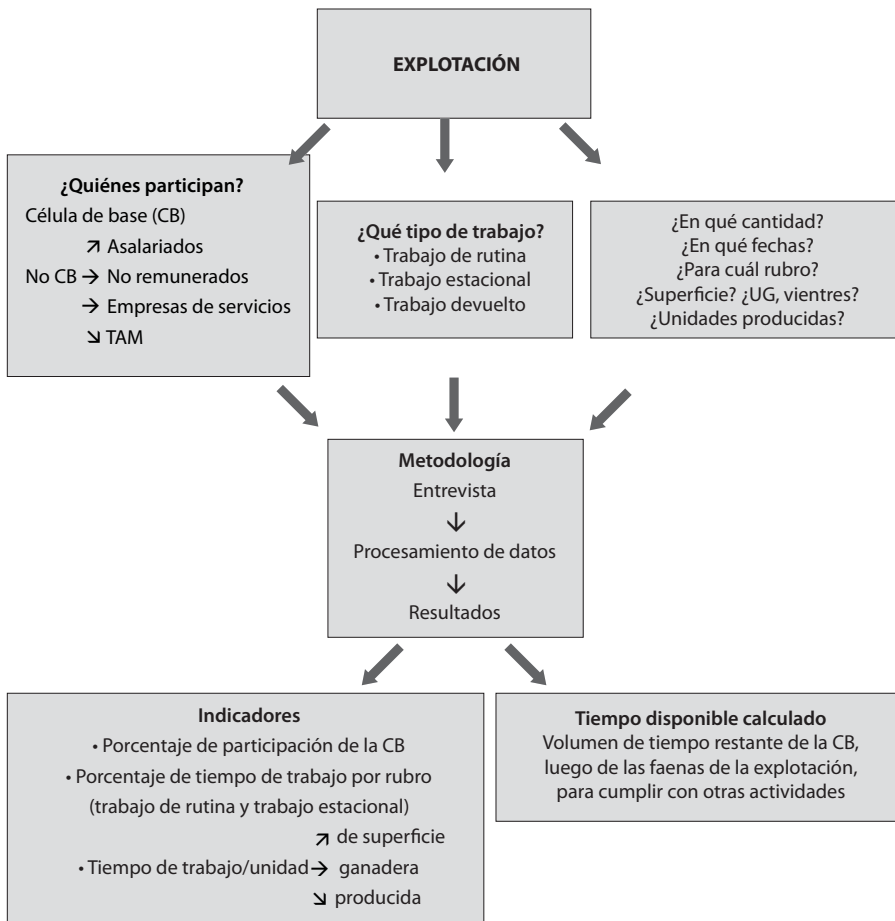 EXPLOTACIÓN
¿Quiénes participan?
Célula de base (CB)
↗ Asalariados
No CB → No remunerados
→ Empresas de servicios
↘ TAM
¿Qué tipo de trabajo?
• Trabajo de rutina
• Trabajo estacional
• Trabajo devuelto
¿En qué cantidad?
¿En qué fechas?
¿Para cuál rubro?
¿Superficie? ¿UG, vientres?
¿Unidades producidas?
Metodología
Entrevista
↓
Procesamiento de datos
↓
Resultados
Indicadores
• Porcentaje de participación de la CB
• Porcentaje de tiempo de trabajo por rubro
(trabajo de rutina y trabajo estacional)
↗ de superficie
• Tiempo de trabajo/unidad → ganadera
↘ producida
Tiempo disponible calculado
Volumen de tiempo restante de la CB,
luego de las faenas de la explotación,
para cumplir con otras actividades